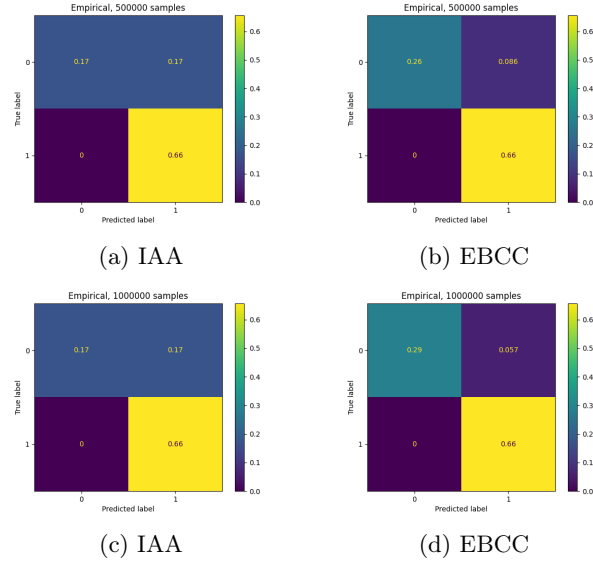 Empirical, 500000 samples
0.6
0.5
0 0.17 0.17
0.4
True label
0.3
1 0 0.66
0.2
0.1
0.0
0 1
Predicted label
(a) IAA
Empirical, 500000 samples
0.6
0.5
0 0.26 0.086
0.4
True label
0.3
1 0 0.66
0.2
0.1
0.0
0 1
Predicted label
(b) EBCC
Empirical, 1000000 samples
0.6
0.5
0 0.17 0.17
0.4
True label
0.3
1 0 0.66
0.2
0.1
0.0
0 1
Predicted label
(c) IAA
Empirical, 1000000 samples
0.6
0.5
0 0.29 0.057
0.4
True label
0.3
1 0 0.66
0.2
0.1
0.0
0 1
Predicted label
(d) EBCC